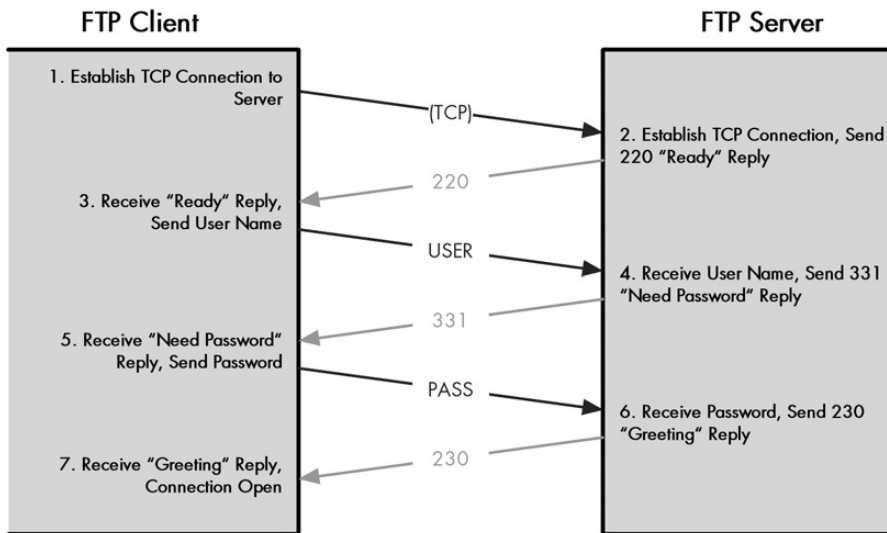 FTP Client
FTP Server
1. Establish TCP Connection to
Server
(TCP)
2. Establish TCP Connection, Send
220 “Ready“ Reply
220
3. Receive “Ready“ Reply,
Send User Name
USER
4. Receive User Name, Send 331
“Need Password“ Reply
331
5. Receive “Need Password“
Reply, Send Password
PASS
6. Receive Password, Send 230
“Greeting“ Reply
230
7. Receive “Greeting“ Reply,
Connection Open